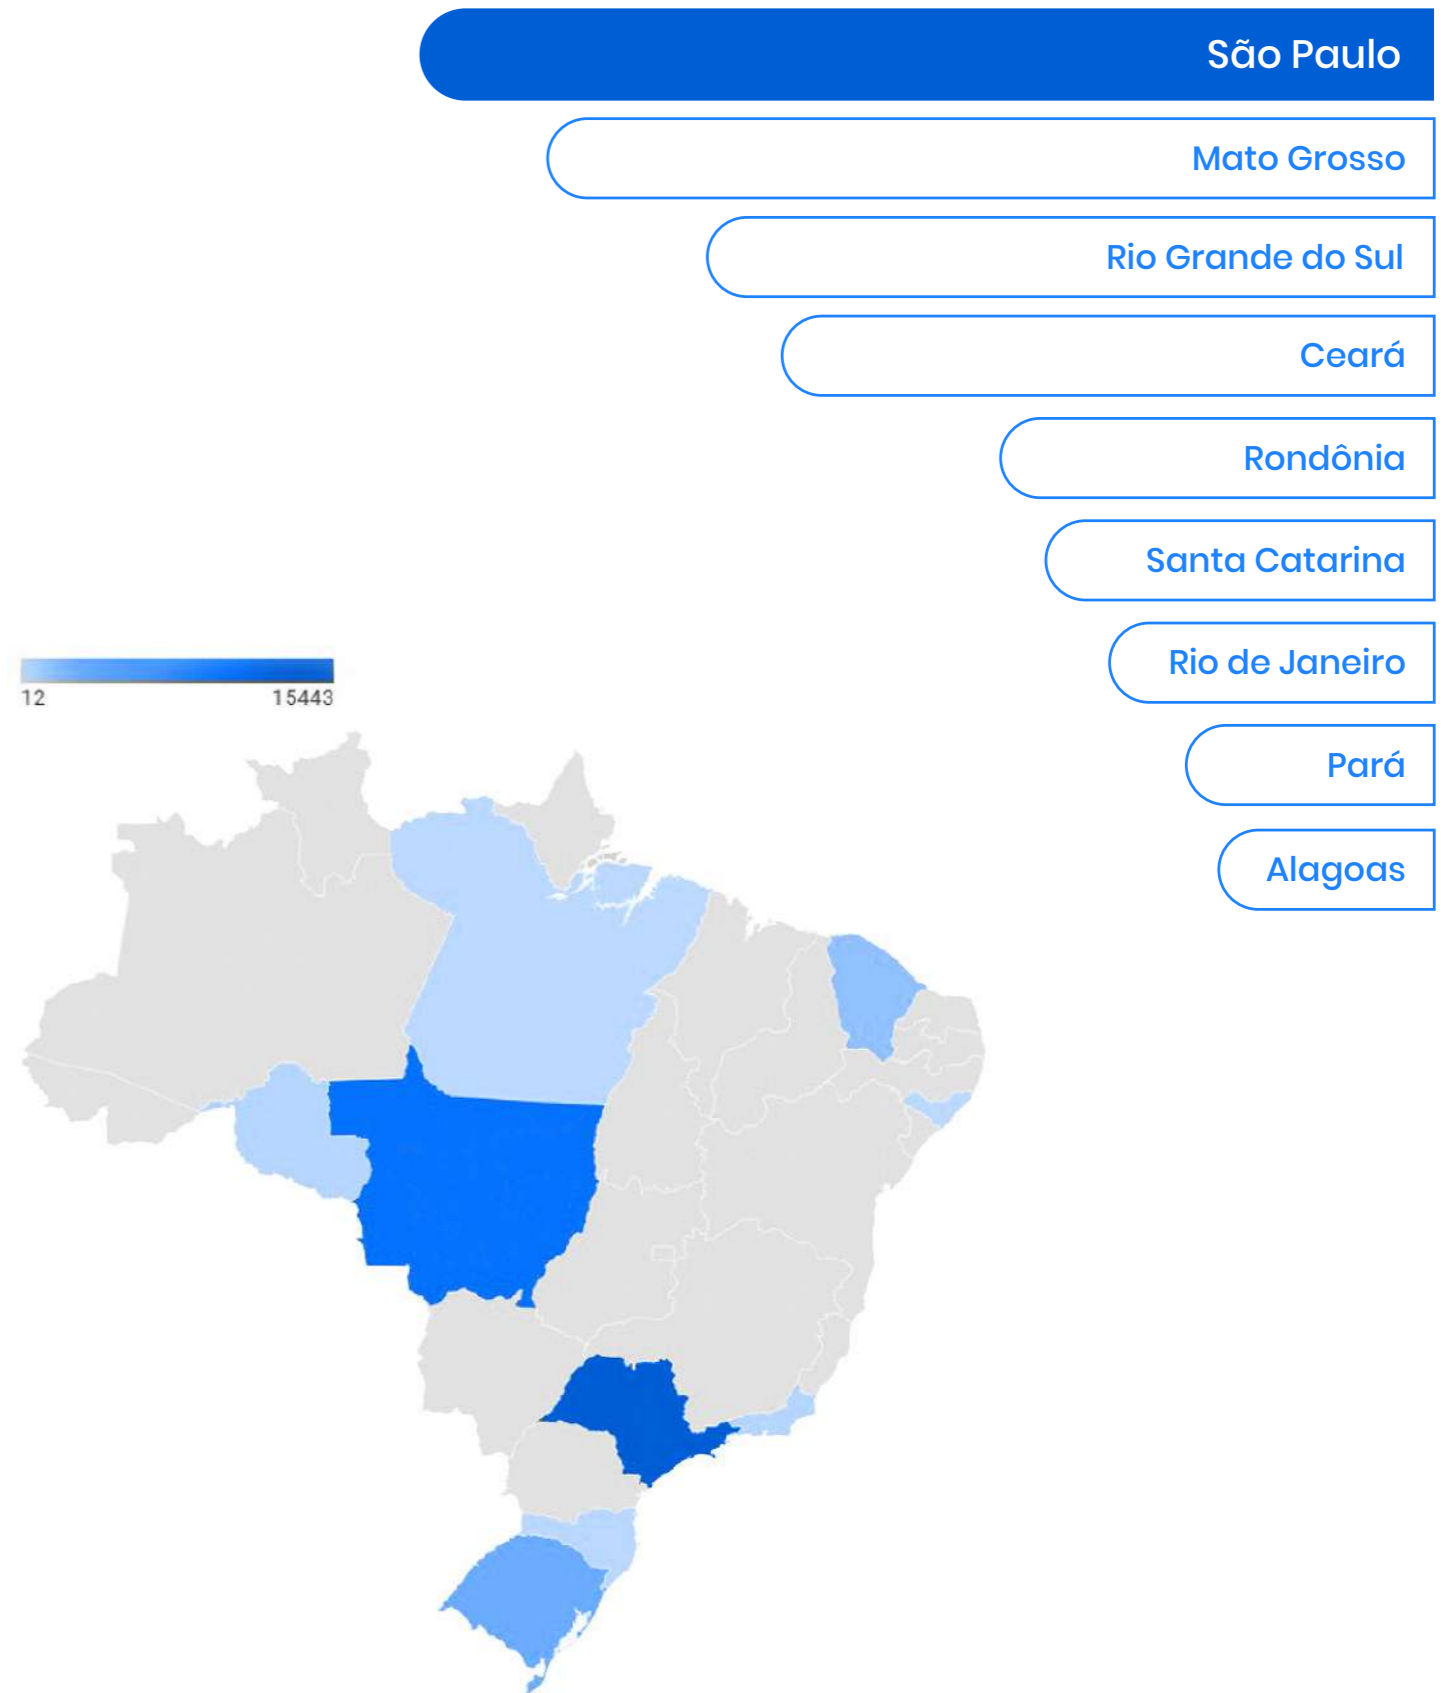 São Paulo
Mato Grosso
Rio Grande do Sul
Ceará
Rondônia
Santa Catarina
Rio de Janeiro
Pará
Alagoas
12 15443